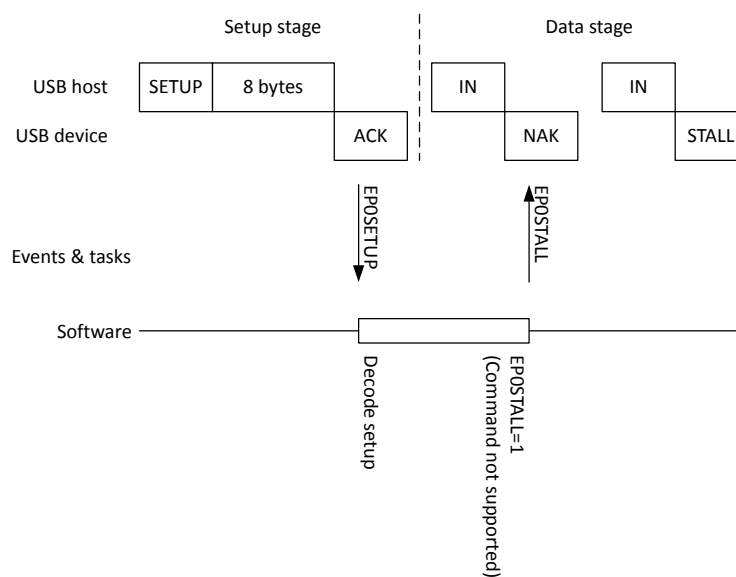 Setup stage
Data stage
USB host
SETUP
8 bytes
IN
IN
USB device
ACK
NAK
STALL
EP0SETUP
EP0STALL
Events & tasks
Software
Decode setup
EP0STALL=1
(Command not supported)